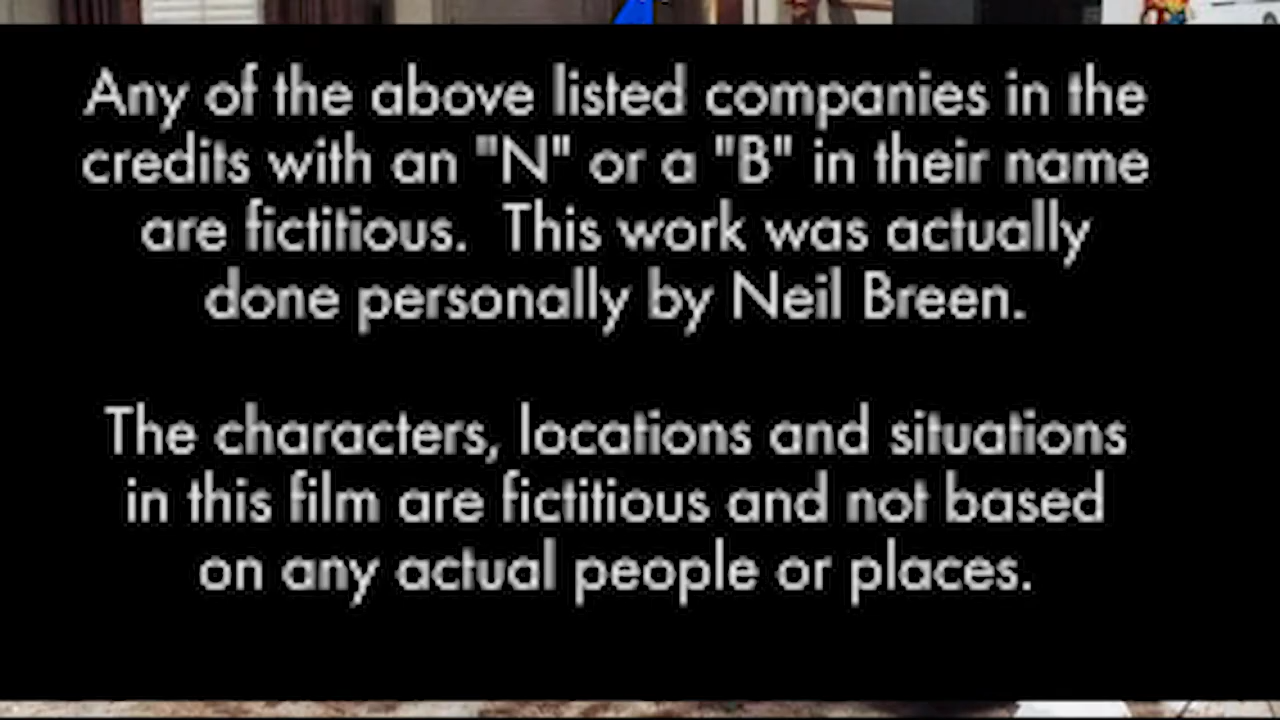 Any of the above listed companies in the
credits with an "N" or a "B" in their name
are fictitious.  This work was actually
done personally by Neil Breen.
The characters, locations and situations
in this film are fictitious and not based
on any actual people or places.